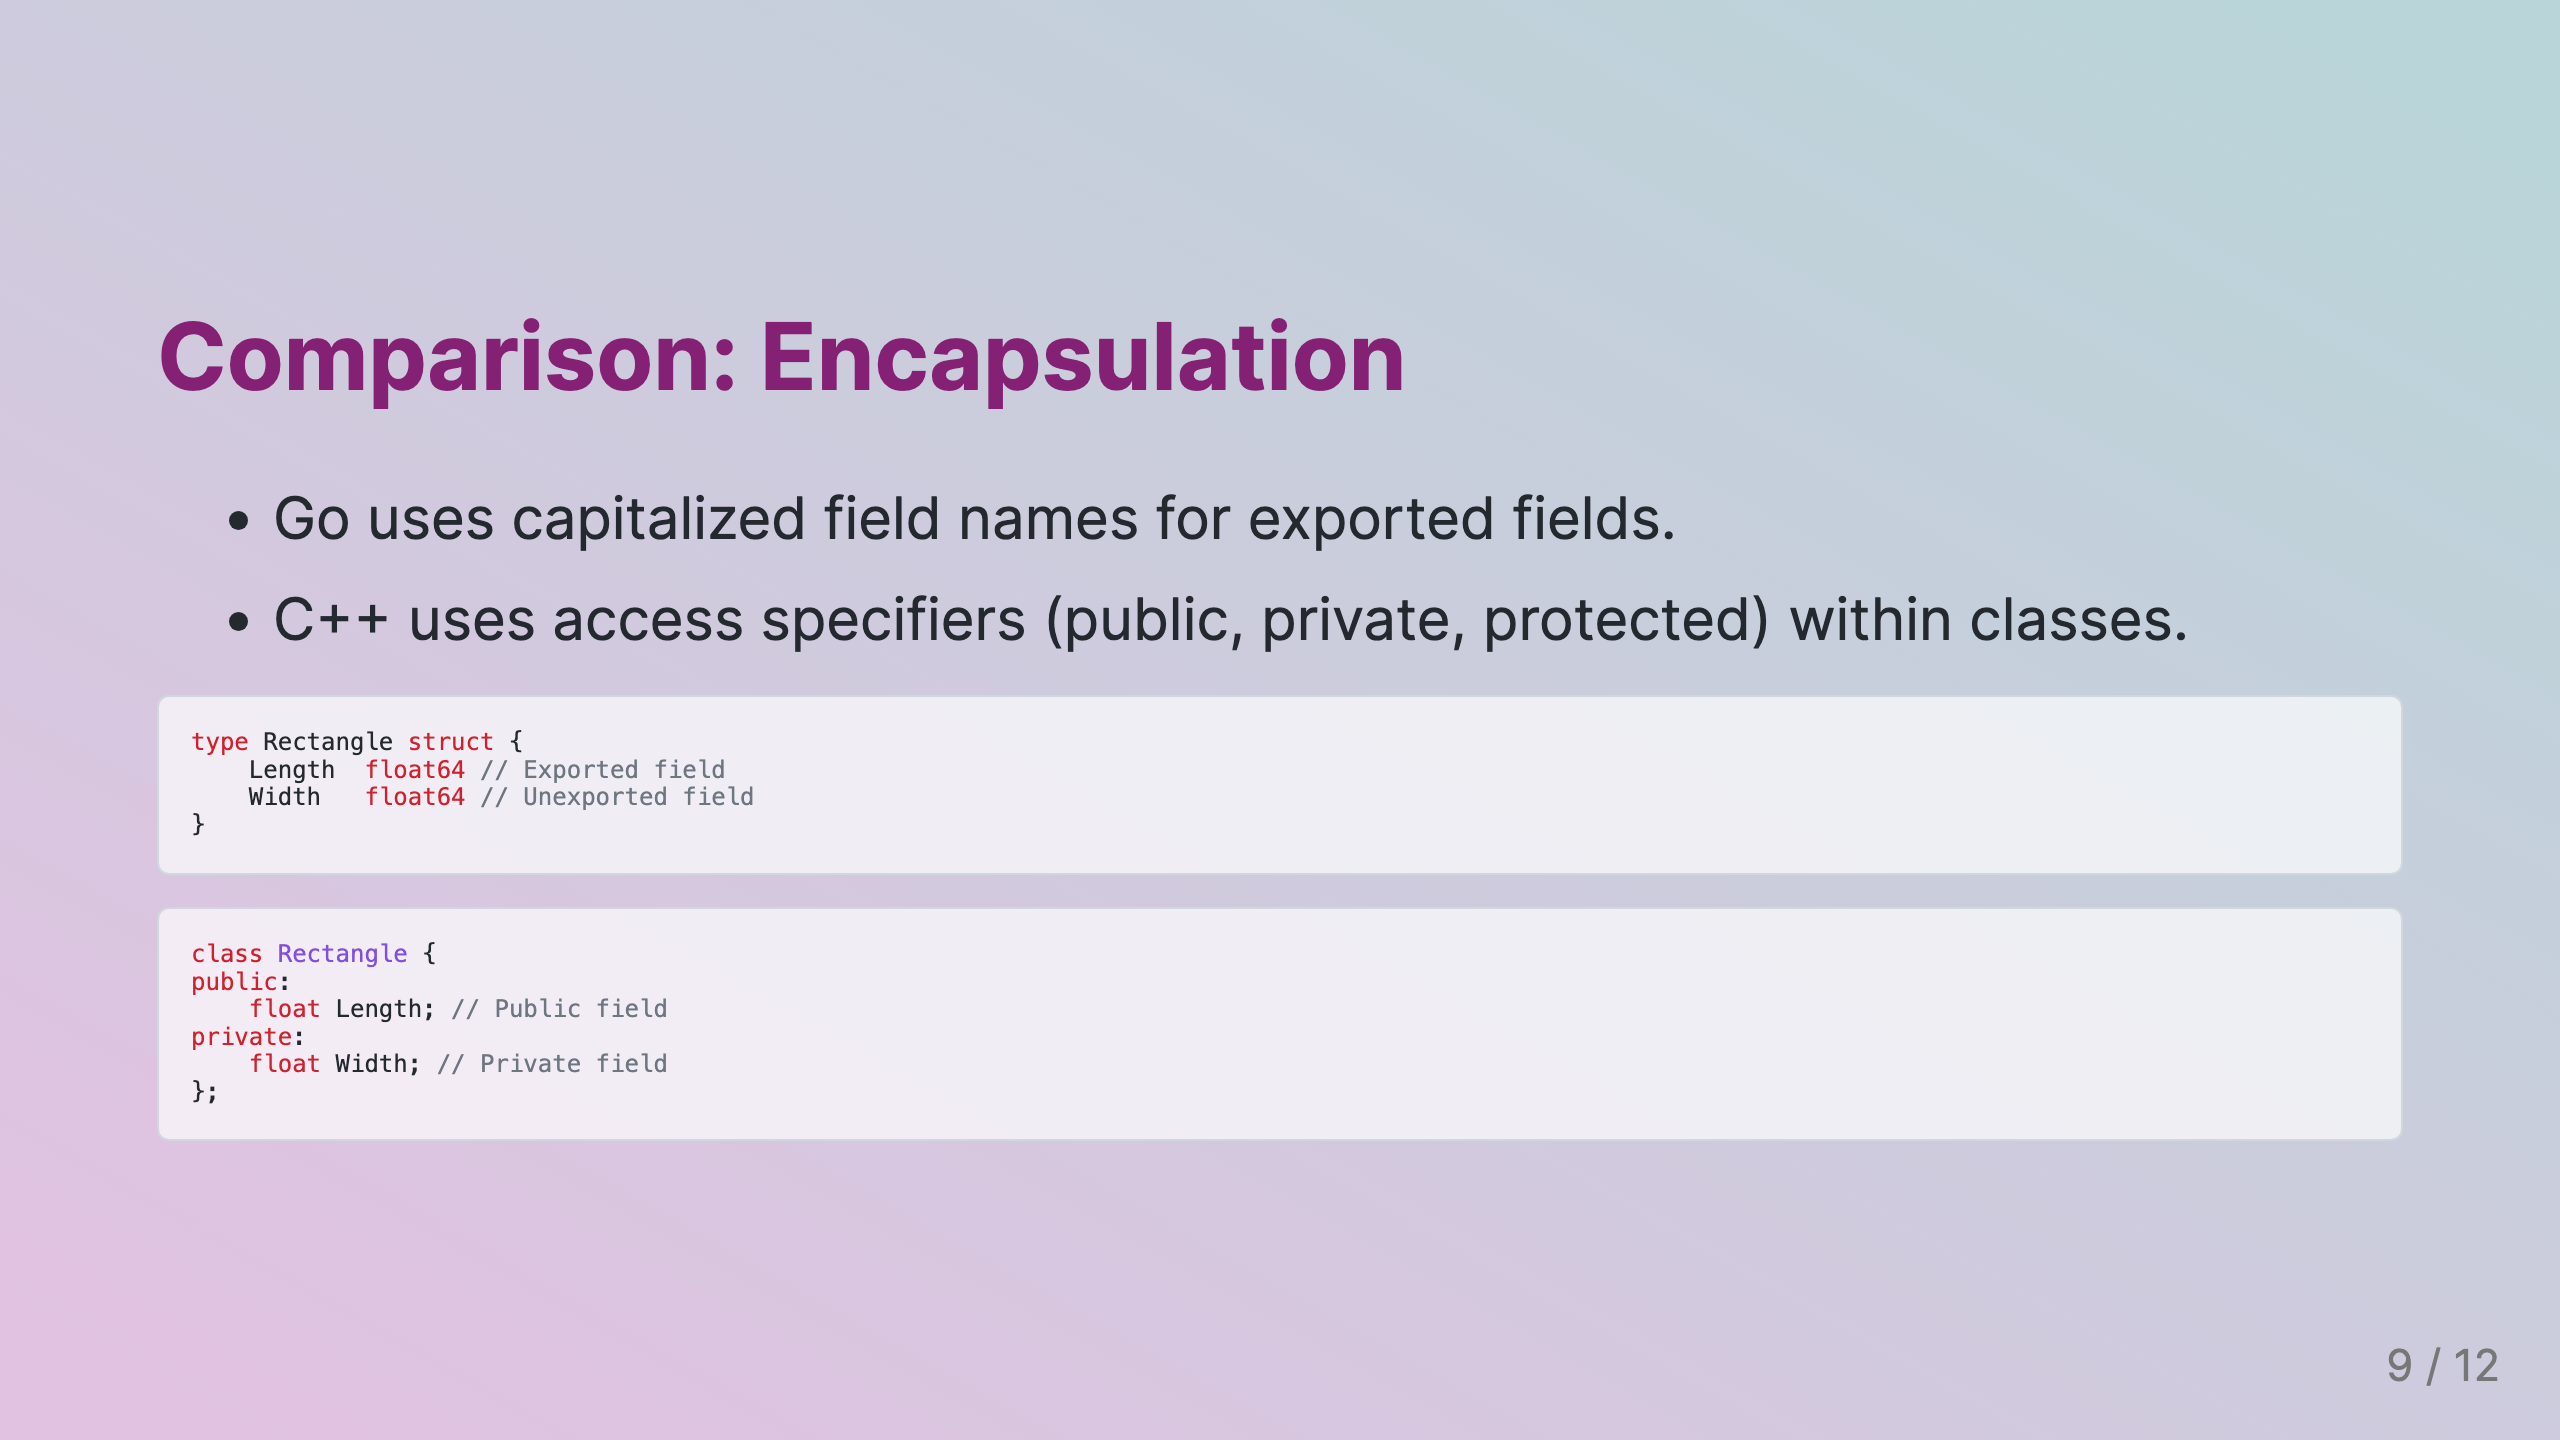 Comparison: Encapsulation
• Go uses capitalized field names for exported fields.
• C++ uses access specifiers (public, private, protected) within classes.
type Rectangle struct {
    Length  float64 // Exported field
    Width   float64 // Unexported field
}
class Rectangle {
public:
    float Length; // Public field
private:
    float Width; // Private field
};
9 / 12